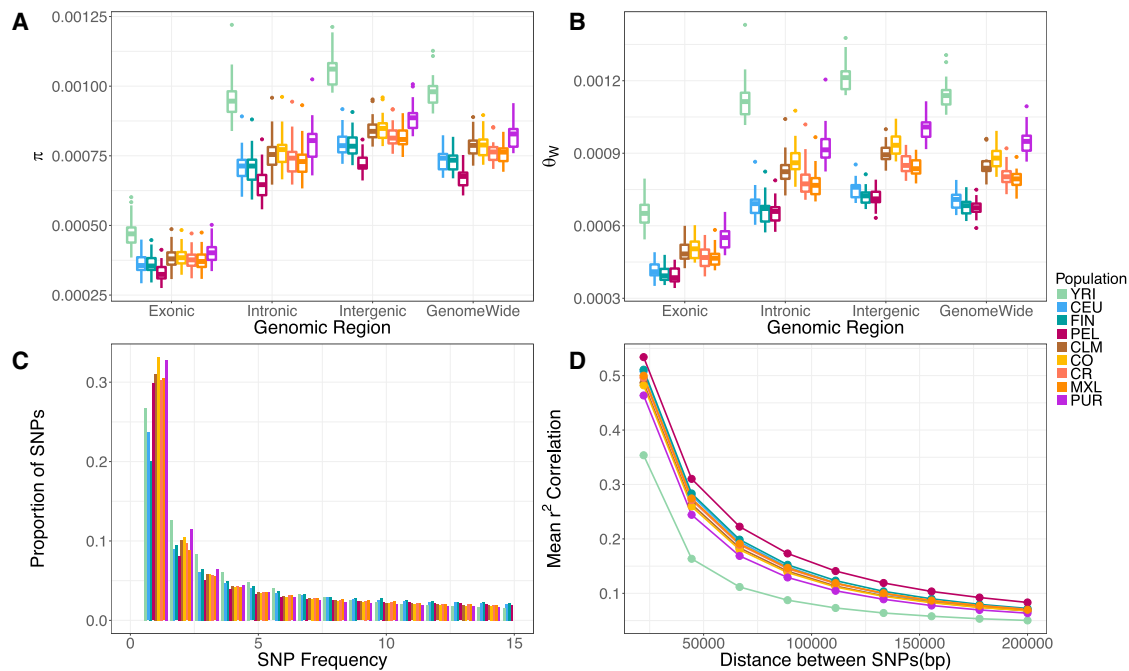 A
0.00125
0.00100
0.00075
0.00050
0.00025
π
Exonic Intronic Intergenic GenomeWide
Genomic Region
B
0.0012
0.0009
0.0006
0.0003
θW
Exonic Intronic Intergenic GenomeWide
Genomic Region
Population
YRI
CEU
FIN
PEL
CLM
CO
CR
MXL
PUR
C
0.3
0.2
0.1
0.0
Proportion of SNPs
0 5 10 15
SNP Frequency
D
0.5
0.4
0.3
0.2
0.1
Mean r² Correlation
50000 100000 150000 200000
Distance between SNPs(bp)